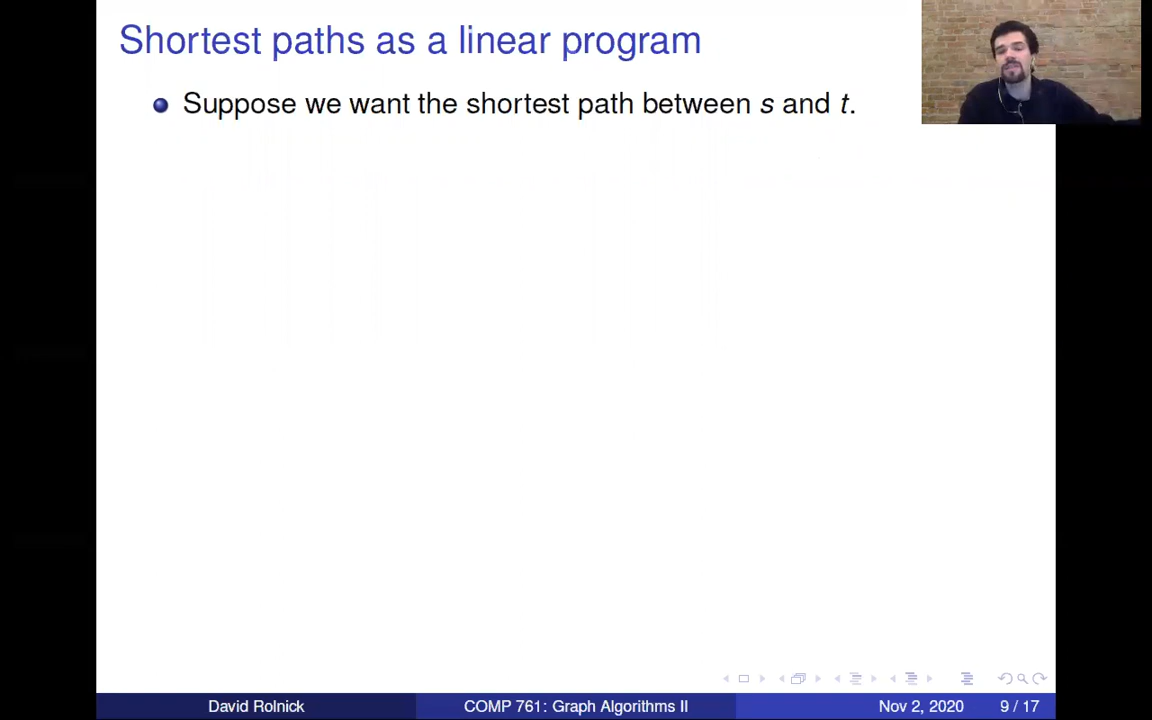 Shortest paths as a linear program
Suppose we want the shortest path between s and t.
David Rolnick COMP 761: Graph Algorithms II Nov 2, 2020 9 / 17